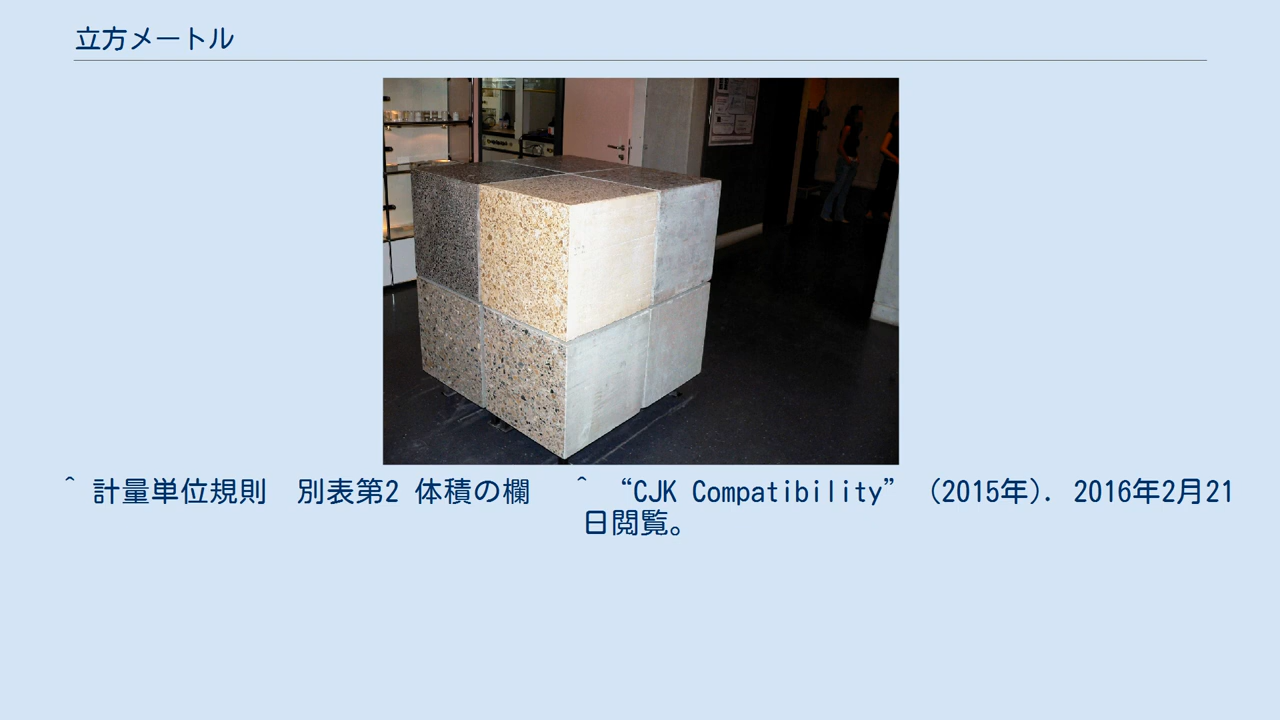 立方メートル
^ 計量単位規則　別表第2 体積の欄
^ “CJK Compatibility” （2015年）. 2016年2月21
日閲覧。